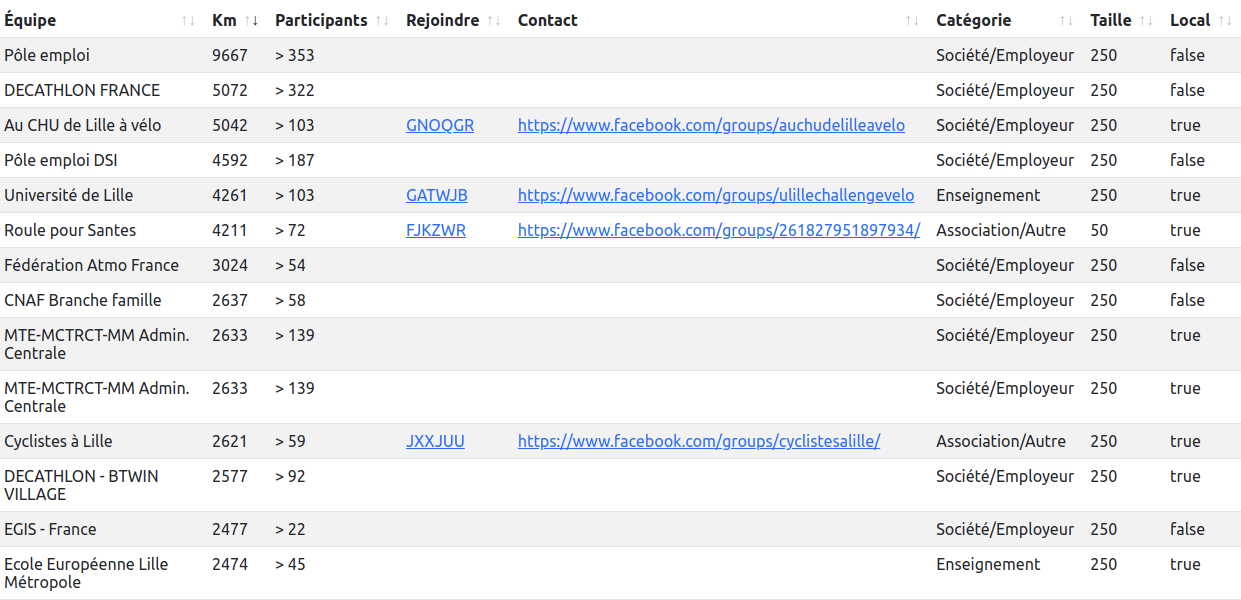 Équipe ↑↓ Km ↑↓ Participants ↑↓ Rejoindre ↑↓ Contact ↑↓ Catégorie ↑↓ Taille ↑↓ Local ↑↓
Pôle emploi 9667 > 353 Société/Employeur 250 false
DECATHLON FRANCE 5072 > 322 Société/Employeur 250 false
Au CHU de Lille à vélo 5042 > 103 GNOQGR https://www.facebook.com/groups/auchudelilleavelo Société/Employeur 250 true
Pôle emploi DSI 4592 > 187 Société/Employeur 250 false
Université de Lille 4261 > 103 GATWJB https://www.facebook.com/groups/ulillechallengevelo Enseignement 250 true
Roule pour Santes 4211 > 72 FJKZWR https://www.facebook.com/groups/261827951897934/ Association/Autre 50 true
Fédération Atmo France 3024 > 54 Société/Employeur 250 false
CNAF Branche famille 2637 > 58 Société/Employeur 250 false
MTE-MCTRCT-MM Admin. 2633 > 139 Société/Employeur 250 true
Centrale
MTE-MCTRCT-MM Admin. 2633 > 139 Société/Employeur 250 true
Centrale
Cyclistes à Lille 2621 > 59 JXXJUU https://www.facebook.com/groups/cyclistesalille/ Association/Autre 250 true
DECATHLON - BTWIN 2577 > 92 Société/Employeur 250 true
VILLAGE
EGIS - France 2477 > 22 Société/Employeur 250 false
Ecole Européenne Lille 2474 > 45 Enseignement 250 true
Métropole